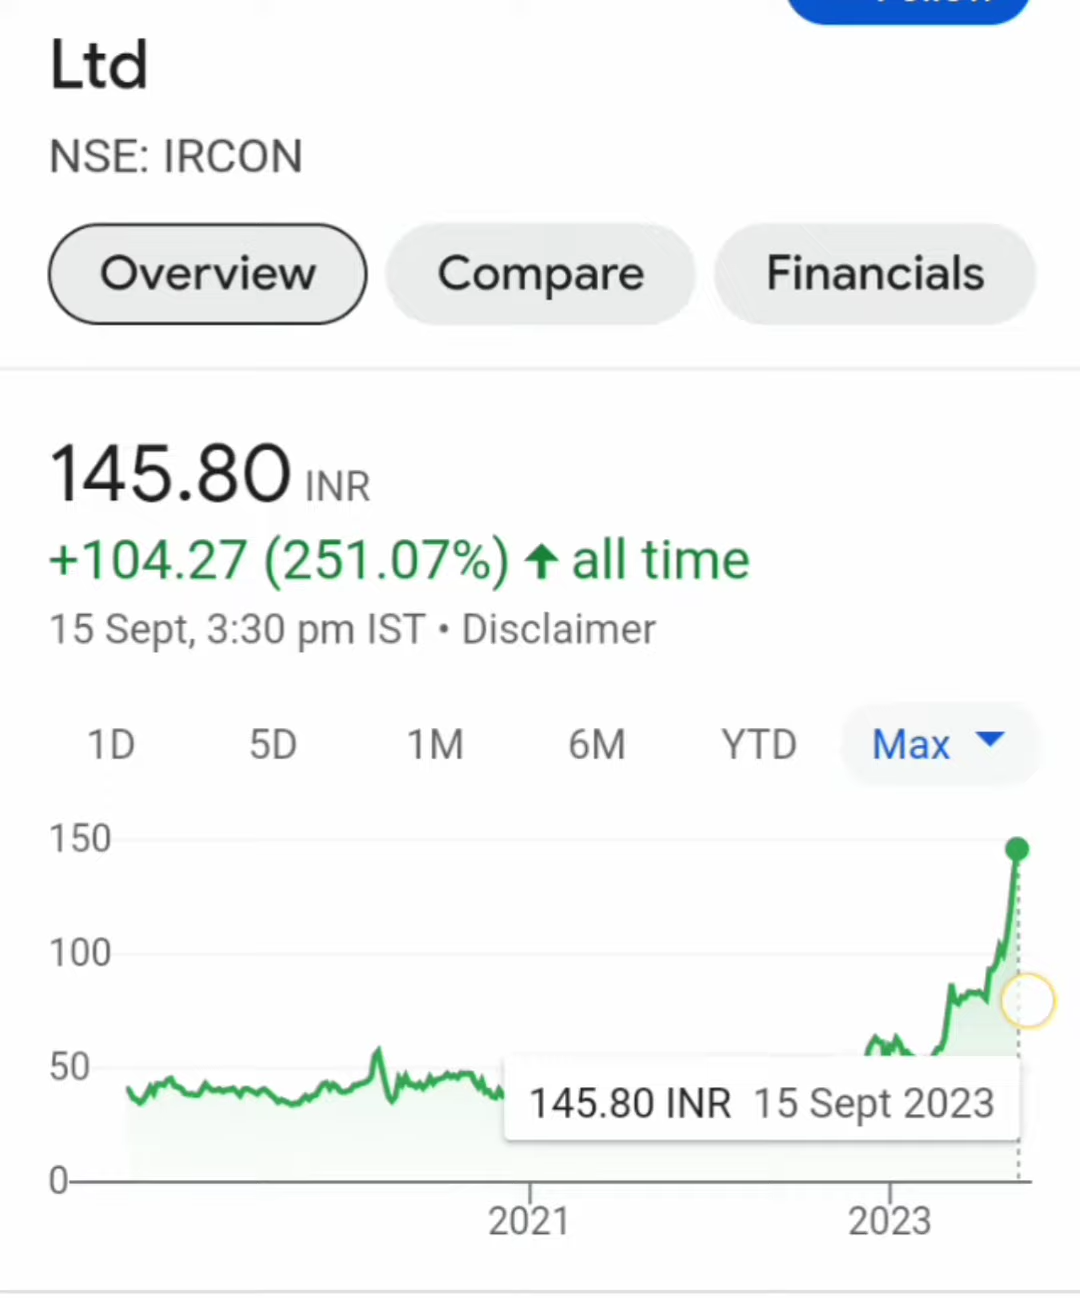 Ltd
NSE: IRCON
Overview Compare Financials
145.80 INR
+104.27 (251.07%) ↑ all time
15 Sept, 3:30 pm IST • Disclaimer
1D 5D 1M 6M YTD Max
150
100
50
145.80 INR 15 Sept 2023
0
2021 2023